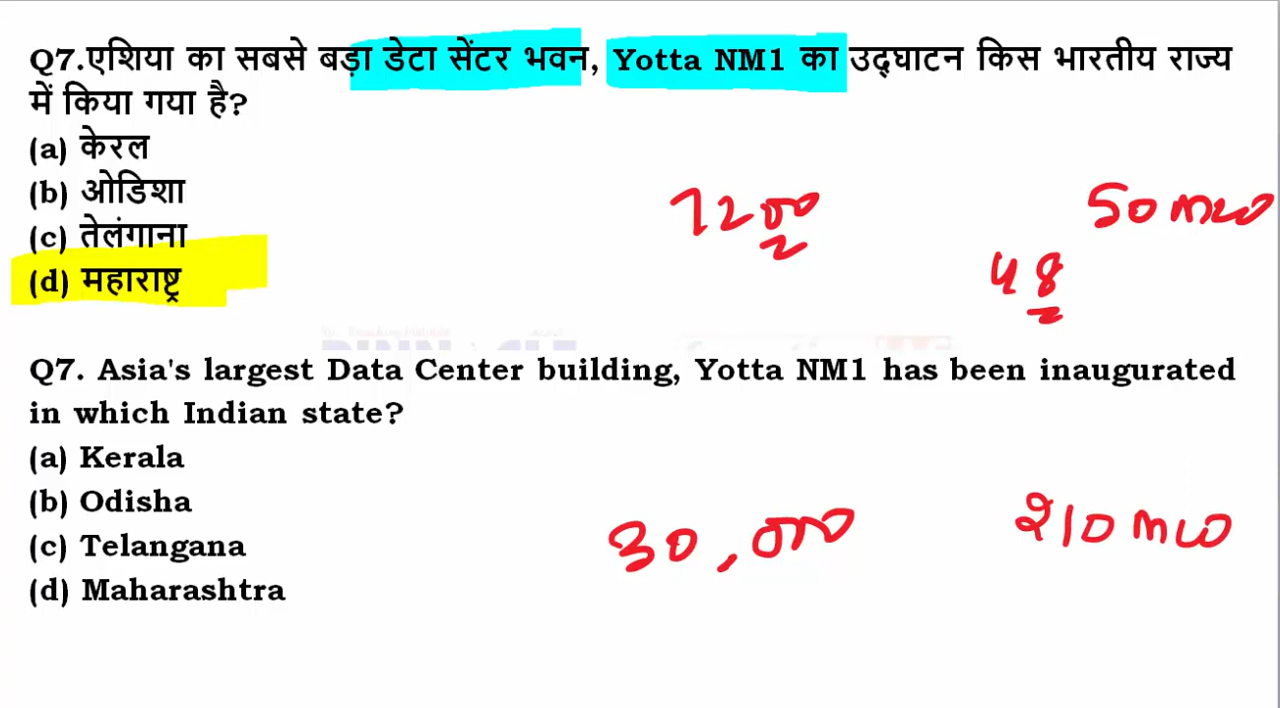 Q7.एशिया का सबसे बड़ा डेटा सेंटर भवन, Yotta NM1 का उद्घाटन किस भारतीय राज्य
में किया गया है?
(a) केरल
(b) ओडिशा
(c) तेलंगाना
(d) महाराष्ट्र
7200
50 MW
48
Q7. Asia's largest Data Center building, Yotta NM1 has been inaugurated
in which Indian state?
(a) Kerala
(b) Odisha
(c) Telangana
(d) Maharashtra
30,000
210 MW